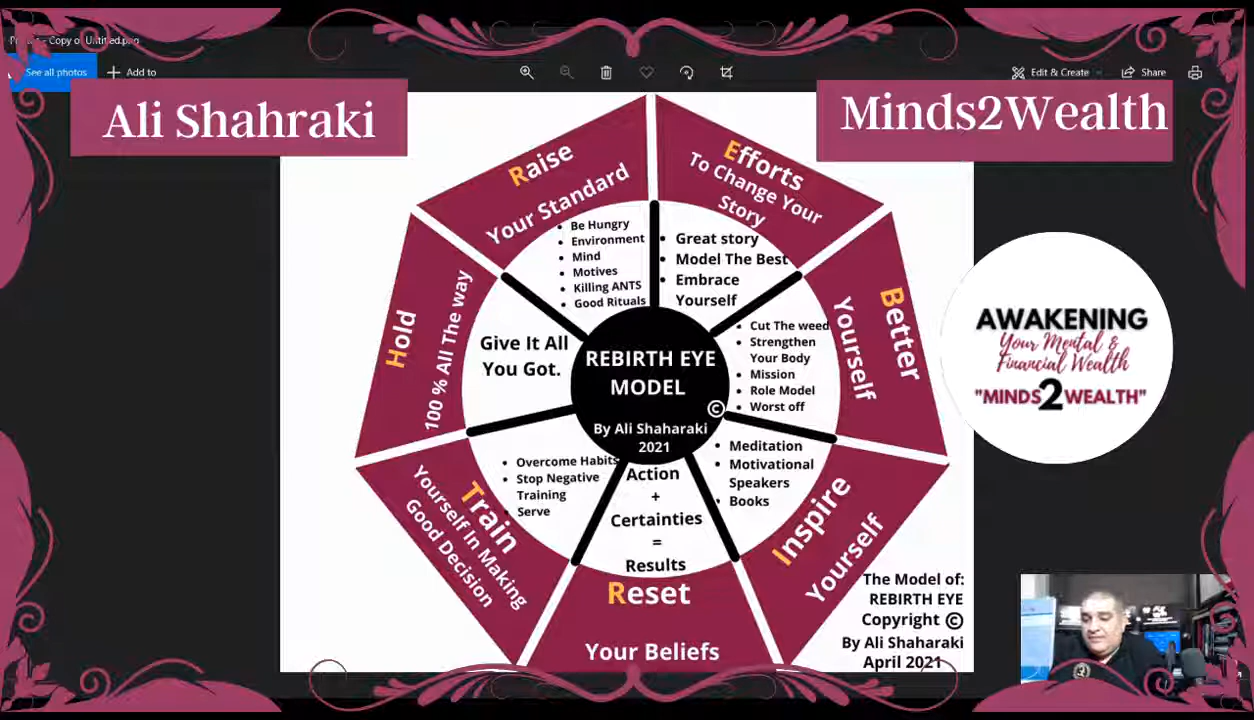 Copy of Untitled.png
See all photos
Add to
Edit & Create
Share
Ali Shahraki
Minds2Wealth
Raise
Your Standard
Be Hungry
Environment
Mind
Motives
Killing ANTS
Good Rituals
Efforts
To Change Your
Story
Great story
Model The Best
Embrace
Yourself
Better
Yourself
Cut The weed
Strengthen
Your Body
Mission
Role Model
Worst off
Inspire
Yourself
Meditation
Motivational
Speakers
Books
Reset
Your Beliefs
Action
+
Certainties
=
Results
Train
Yourself In Making
Good Decision
Overcome Habits
Stop Negative
Training
Serve
Hold
100 % All The way
Give It All
You Got.
REBIRTH EYE
MODEL
©
By Ali Shaharaki
2021
AWAKENING
Your Mental &
Financial Wealth
"MINDS2WEALTH"
The Model of:
REBIRTH EYE
Copyright ©
By Ali Shaharaki
April 2021